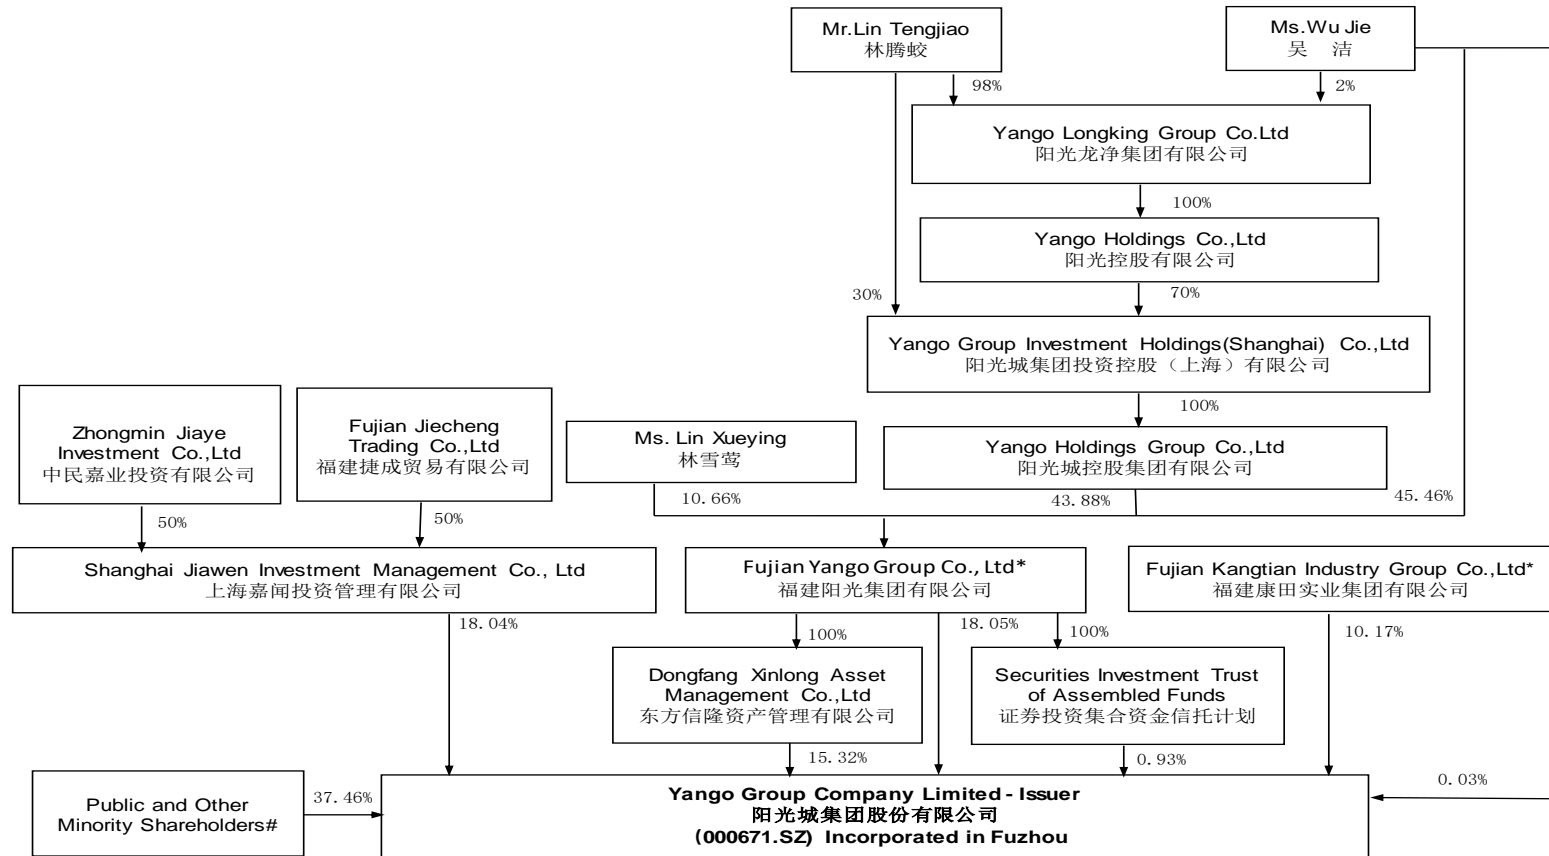 Mr.Lin Tengjiao
林腾蛟
Ms.Wu Jie
吴 洁
98%
2%
Yango Longking Group Co.Ltd
阳光龙净集团有限公司
100%
Yango Holdings Co.,Ltd
阳光控股有限公司
30%
70%
Yango Group Investment Holdings(Shanghai) Co.,Ltd
阳光城集团投资控股（上海）有限公司
100%
Zhongmin Jiaye
Investment Co.,Ltd
中民嘉业投资有限公司
Fujian Jiecheng
Trading Co.,Ltd
福建捷成贸易有限公司
Ms. Lin Xueying
林雪莺
Yango Holdings Group Co.,Ltd
阳光城控股集团有限公司
10.66%
43.88%
45.46%
50%
50%
Shanghai Jiawen Investment Management Co., Ltd
上海嘉闻投资管理有限公司
Fujian Yango Group Co., Ltd*
福建阳光集团有限公司
Fujian Kangtian Industry Group Co.,Ltd*
福建康田实业集团有限公司
18.04%
100%
18.05%
100%
10.17%
Dongfang Xinlong Asset
Management Co.,Ltd
东方信隆资产管理有限公司
Securities Investment Trust
of Assembled Funds
证券投资集合资金信托计划
15.32%
0.93%
0.03%
Public and Other
Minority Shareholders#
37.46%
Yango Group Company Limited - Issuer
阳光城集团股份有限公司
(000671.SZ) Incorporated in Fuzhou